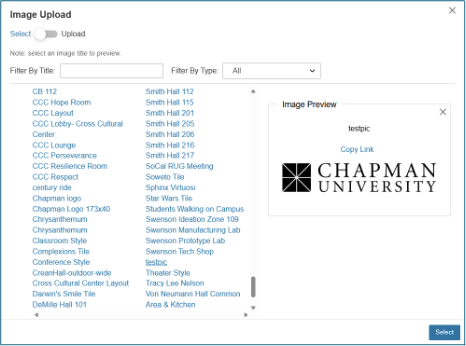 Image Upload
Select Upload
Note: select an image title to preview.
Filter By Title:
Filter By Type: All
CB 112
CCC Hope Room
CCC Layout
CCC Lobby- Cross Cultural
Center
CCC Lounge
CCC Perseverance
CCC Resilience Room
CCC Respect
century ride
Chapman logo
Chapman Logo 173x40
Chrysanthemum
Chrysanthemum
Classroom Style
Complexions Tile
Conference Style
CreanHall-outdoor-wide
Cross Cultural Center Layout
Darwin's Smile Tile
DeMille Hall 101
Smith Hall 112
Smith Hall 115
Smith Hall 201
Smith Hall 205
Smith Hall 206
Smith Hall 216
Smith Hall 217
SoCal RUG Meeting
Soweto Tile
Sphinx Virtuosi
Star Wars Tile
Students Walking on Campus
Swenson Ideation Zone 109
Swenson Manufacturing Lab
Swenson Prototype Lab
Swenson Tech Shop
testpic
Theater Style
Tracy Lee Nelson
Von Neumann Hall Common
Area & Kitchen
Image Preview
testpic
Copy Link
CHAPMAN
UNIVERSITY
Select